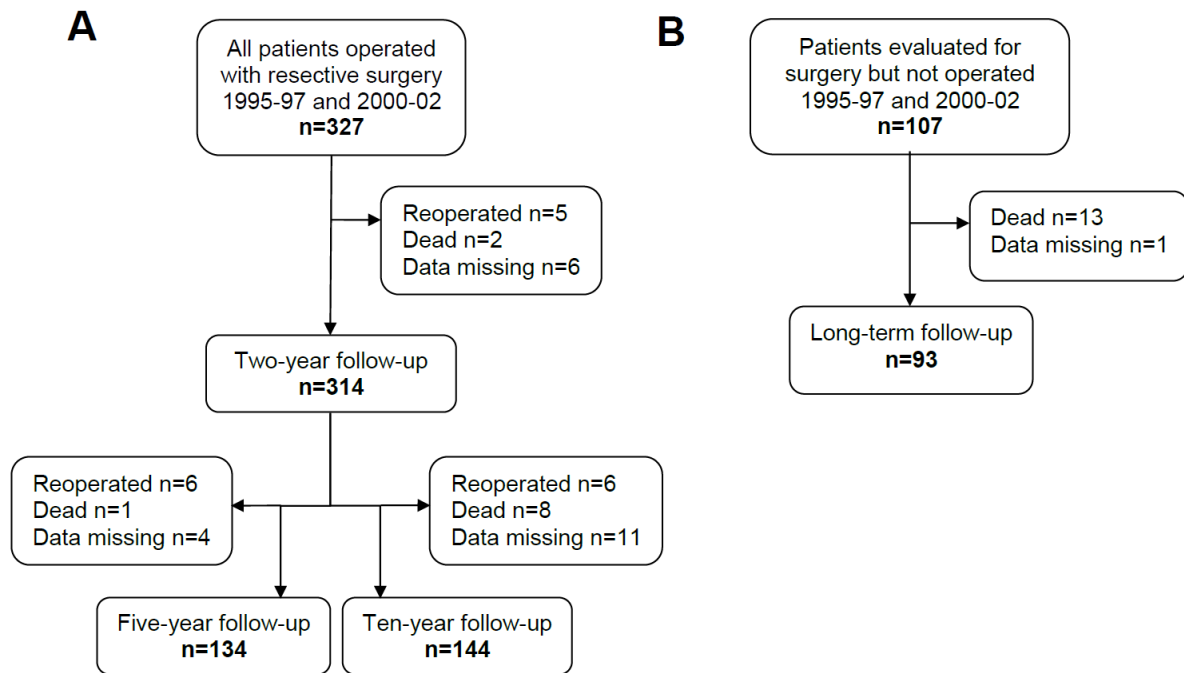 A
All patients operated
with resective surgery
1995-97 and 2000-02
n=327
Reoperated n=5
Dead n=2
Data missing n=6
Two-year follow-up
n=314
Reoperated n=6
Dead n=1
Data missing n=4
Reoperated n=6
Dead n=8
Data missing n=11
Five-year follow-up
n=134
Ten-year follow-up
n=144
B
Patients evaluated for
surgery but not operated
1995-97 and 2000-02
n=107
Dead n=13
Data missing n=1
Long-term follow-up
n=93